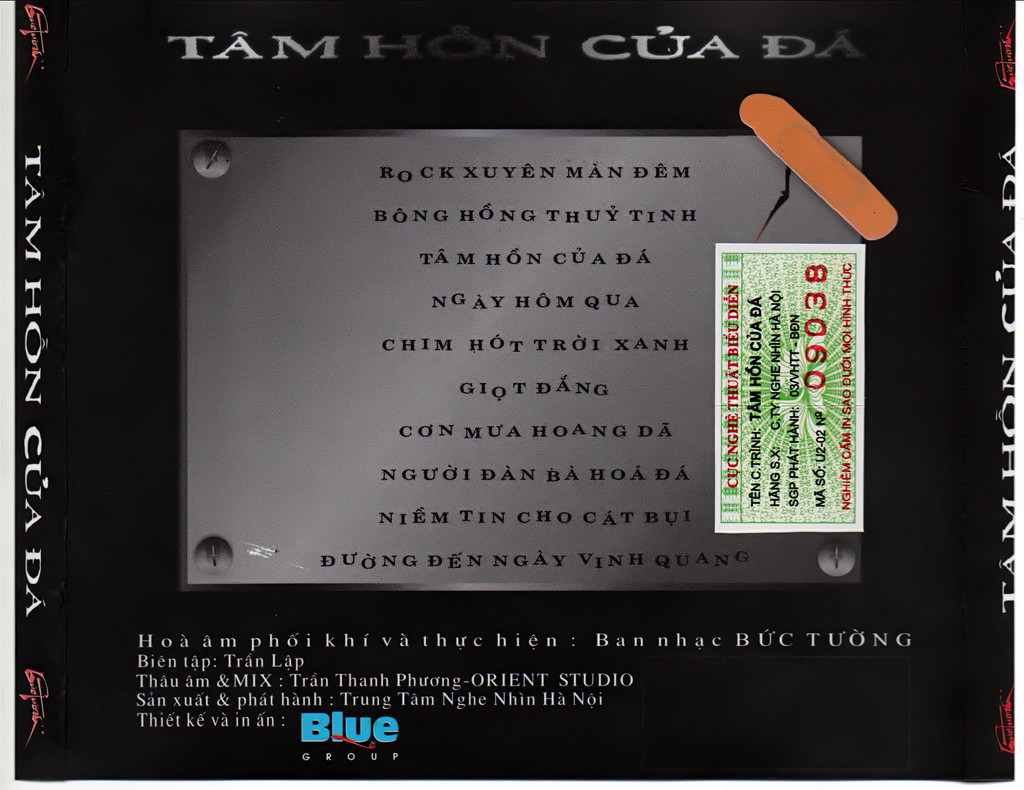 TÂM HỒN CỦA ĐÁ
ROCK XUYÊN MÀN ĐÊM
BÔNG HỒNG THUỶ TINH
TÂM HỒN CỦA ĐÁ
NGÀY HÔM QUA
CHIM HÓT TRỜI XANH
GIỌT ĐẮNG
CƠN MƯA HOANG DÃ
NGƯỜI ĐÀN BÀ HOÁ ĐÁ
NIỀM TIN CHO CÁT BỤI
ĐƯỜNG ĐẾN NGÀY VINH QUANG
CỤC NGHỆ THUẬT BIỂU DIỄN
TÊN C.TRÌNH: TÂM HỒN CỦA ĐÁ
HÃNG S.X: C.TY NGHE NHÌN HÀ NỘI
SGP PHÁT HÀNH: 03/VHTT - BĐN
MÃ SỐ: U2-02 Nº 09038
NGHIÊM CẤM IN SAO DƯỚI MỌI HÌNH THỨC
Hoà âm phối khí và thực hiện : Ban nhạc BỨC TƯỜNG
Biên tập: Trần Lập
Thâu âm &MIX : Trần Thanh Phương-ORIENT STUDIO
Sản xuất & phát hành : Trung Tâm Nghe Nhìn Hà Nội
Thiết kế và in ấn :
Blue
GROUP
TÂM HỒN CỦA ĐÁ
TÂM HỒN CỦA ĐÁ